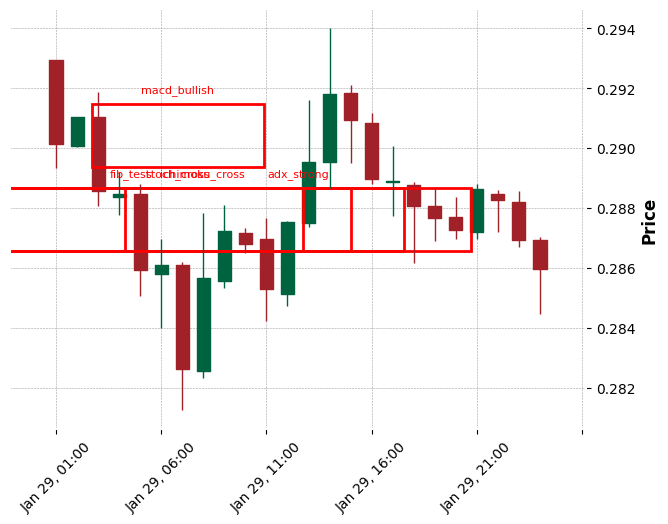 0.294
macd_bullish
0.292
0.290
fib_test
adx_strong
0.288
Price
0.286
0.284
0.282
Jan 29, 01:00
Jan 29, 06:00
Jan 29, 11:00
Jan 29, 16:00
Jan 29, 21:00